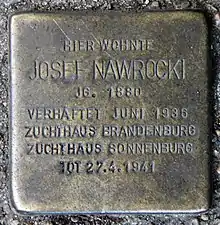 HIER WOHNTE
JOSEF NAWROCKI
JG. 1880
VERHAFTET JUNI 1936
ZUCHTHAUS BRANDENBURG
ZUCHTHAUS SONNENBURG
TOT 27.4.1941